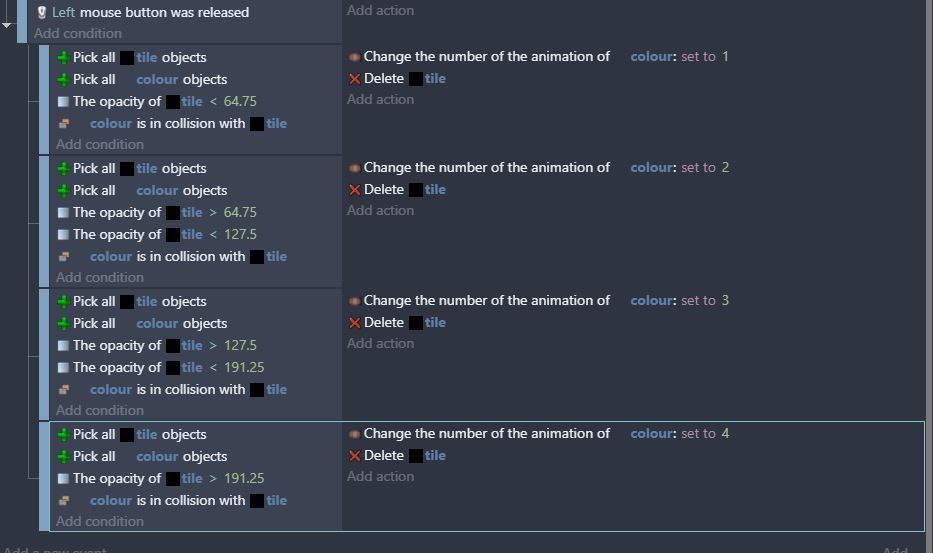 Left mouse button was released
Add action
Add condition
Pick all tile objects
Change the number of the animation of colour: set to 1
Pick all colour objects
Delete tile
The opacity of tile < 64.75
Add action
colour is in collision with tile
Add condition
Pick all tile objects
Change the number of the animation of colour: set to 2
Pick all colour objects
Delete tile
The opacity of tile > 64.75
Add action
The opacity of tile < 127.5
colour is in collision with tile
Add condition
Pick all tile objects
Change the number of the animation of colour: set to 3
Pick all colour objects
Delete tile
The opacity of tile > 127.5
Add action
The opacity of tile < 191.25
colour is in collision with tile
Add condition
Pick all tile objects
Change the number of the animation of colour: set to 4
Pick all colour objects
Delete tile
The opacity of tile > 191.25
Add action
colour is in collision with tile
Add condition
Add a new event
Add